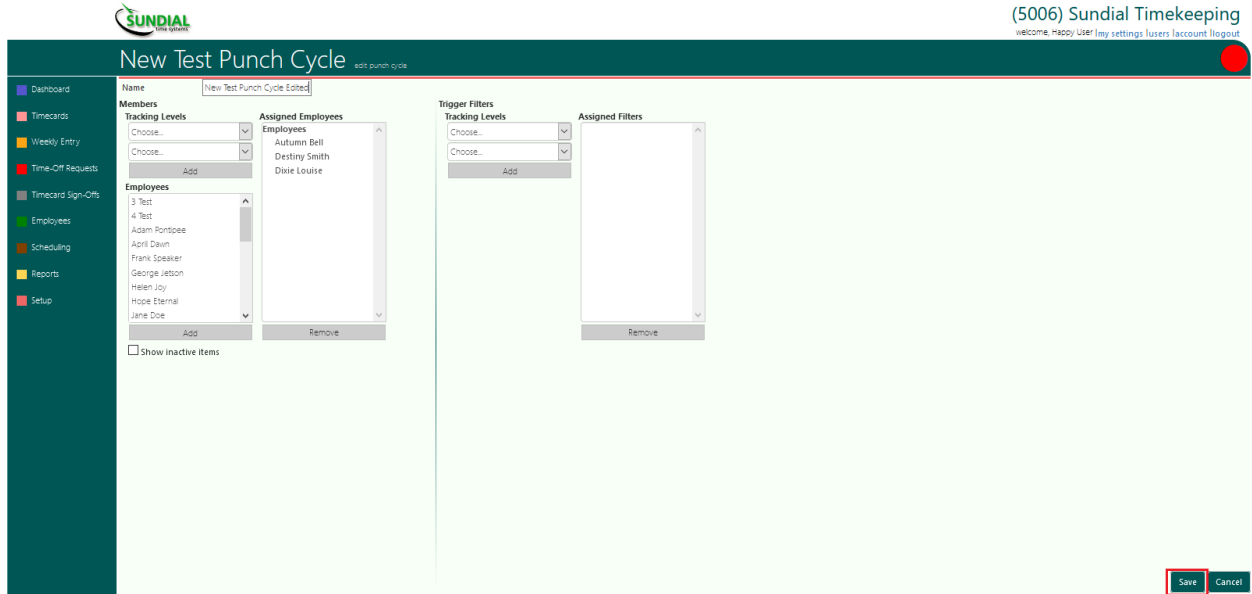 SUNDIAL
time systems
(5006) Sundial Timekeeping
welcome, Happy User |my settings |users |account |logout
New Test Punch Cycle edit punch cycle
Dashboard
Timecards
Weekly Entry
Time-Off Requests
Timecard Sign-Offs
Employees
Scheduling
Reports
Setup
Name New Test Punch Cycle Edited
Members
Tracking Levels
Choose...
Choose...
Add
Employees
3 Test
4 Test
Adam Pontipee
April Dawn
Frank Speaker
George Jetson
Helen Joy
Hope Eternal
Jane Doe
Add
Show inactive items
Assigned Employees
Employees
Autumn Bell
Destiny Smith
Dixie Louise
Remove
Trigger Filters
Tracking Levels
Choose...
Choose...
Add
Assigned Filters
Remove
Save Cancel